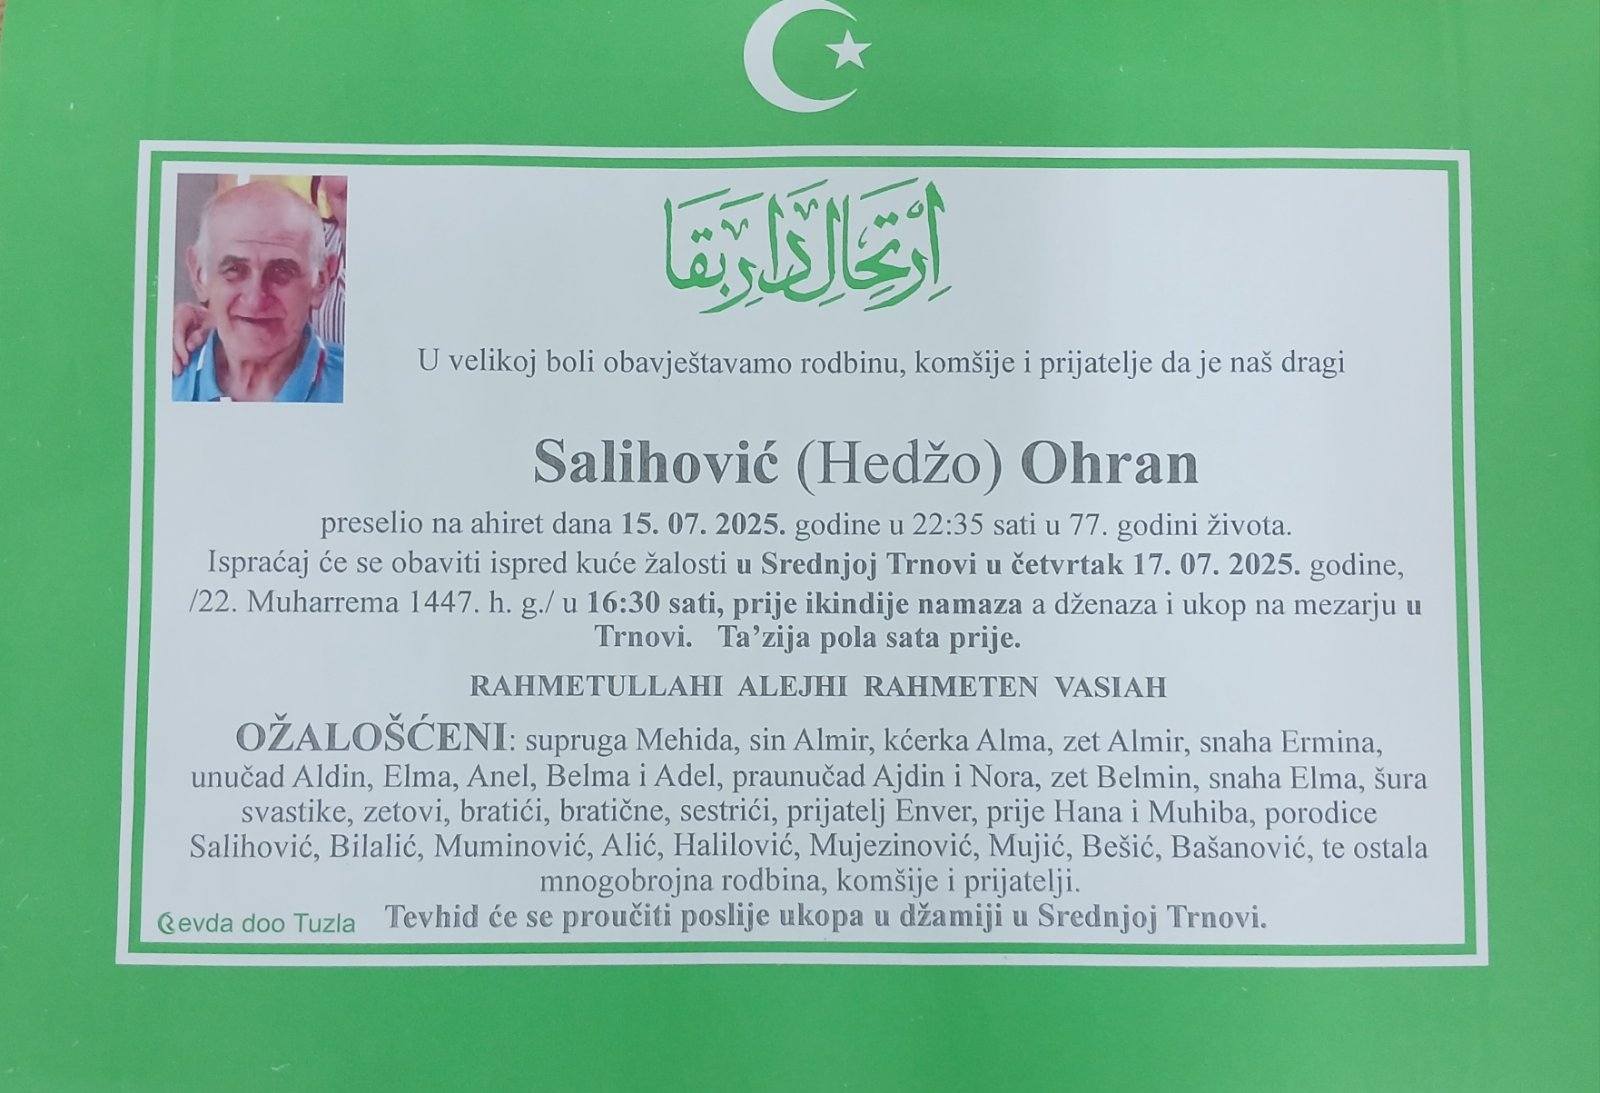 اِرْتِحَالِ دَارِ بَقَا
U velikoj boli obavještavamo rodbinu, komšije i prijatelje da je naš dragi
Salihović (Hedžo) Ohran
preselio na ahiret dana 15. 07. 2025. godine u 22:35 sati u 77. godini života.
Ispraćaj će se obaviti ispred kuće žalosti u Srednjoj Trnovi u četvrtak 17. 07. 2025. godine,
/22. Muharrema 1447. h. g./ u 16:30 sati, prije ikindije namaza a dženaza i ukop na mezarju u
Trnovi. Ta’zija pola sata prije.
RAHMETULLAHI ALEJHI RAHMETEN VASIAH
OŽALOŠĆENI: supruga Mehida, sin Almir, kćerka Alma, zet Almir, snaha Ermina,
unučad Aldin, Elma, Anel, Belma i Adel, praunučad Ajdin i Nora, zet Belmin, snaha Elma, šura
svastike, zetovi, bratići, bratične, sestrići, prijatelj Enver, prije Hana i Muhiba, porodice
Salihović, Bilalić, Muminović, Alić, Halilović, Mujezinović, Mujić, Bešić, Bašanović, te ostala
mnogobrojna rodbina, komšije i prijatelji.
Tevhid će se proučiti poslije ukopa u džamiji u Srednjoj Trnovi.
evda doo Tuzla